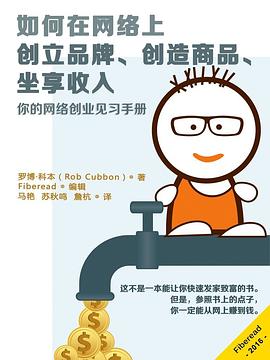 如何在网络上
创立品牌、创造商品、
坐享收入
你的网络创业见习手册
罗博·科本（Rob Cubbon）® 著
Fiberead ® 编辑
马艳 苏秋鸣 詹杭 ® 译
这不是一本能让你快速发家致富的书。
但是，参照书上的点子，
你一定能从网上赚到钱。
Fiberead
· 2016
$
$
$
$